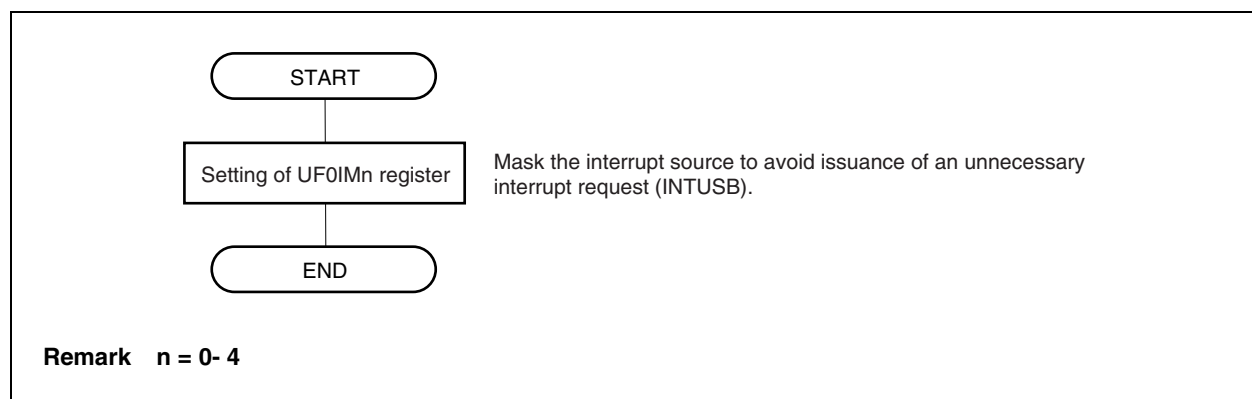 START
Setting of UF0IMn register
Mask the interrupt source to avoid issuance of an unnecessary
interrupt request (INTUSB).
END
Remark n = 0- 4